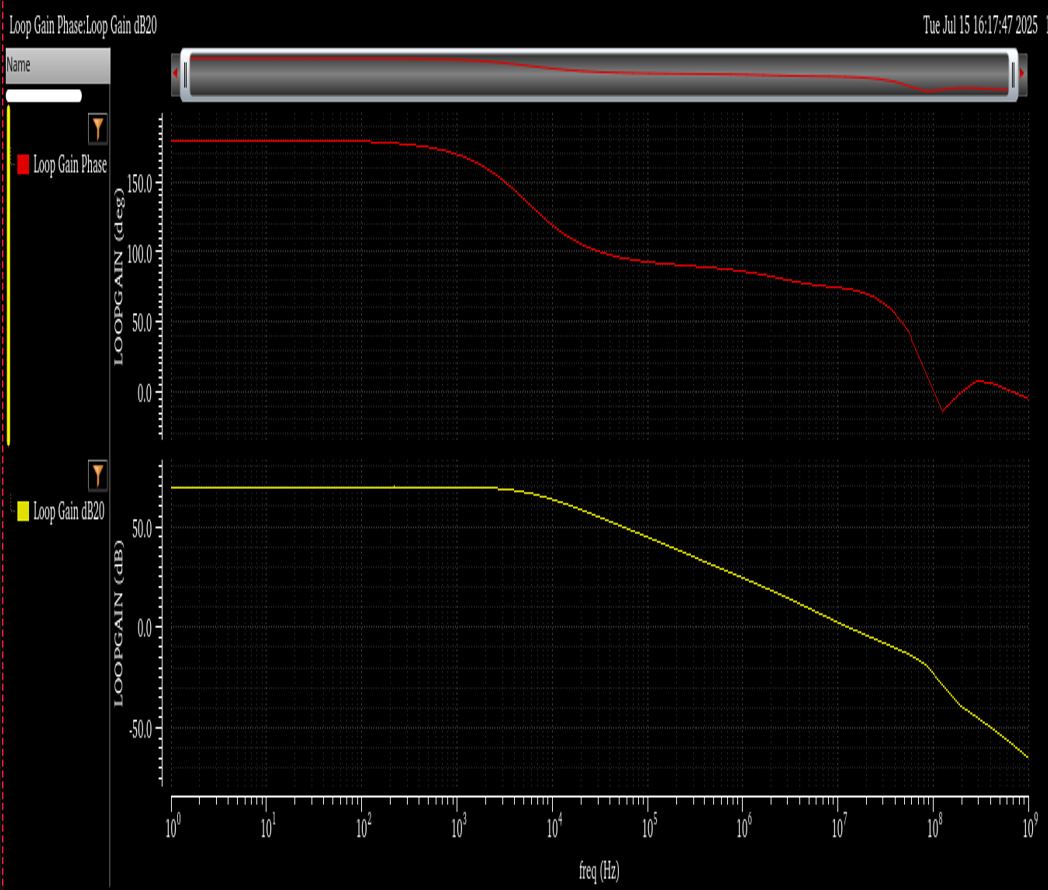 Loop Gain Phase:Loop Gain dB20
Tue Jul 15 16:17:47 2025
Name
Loop Gain Phase
LOOPGAIN (deg)
150.0
100.0
50.0
0.0
Loop Gain dB20
LOOPGAIN (dB)
50.0
0.0
-50.0
10⁰ 10¹ 10² 10³ 10⁴ 10⁵ 10⁶ 10⁷ 10⁸ 10⁹
freq (Hz)